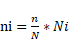 ni = n/N * Ni